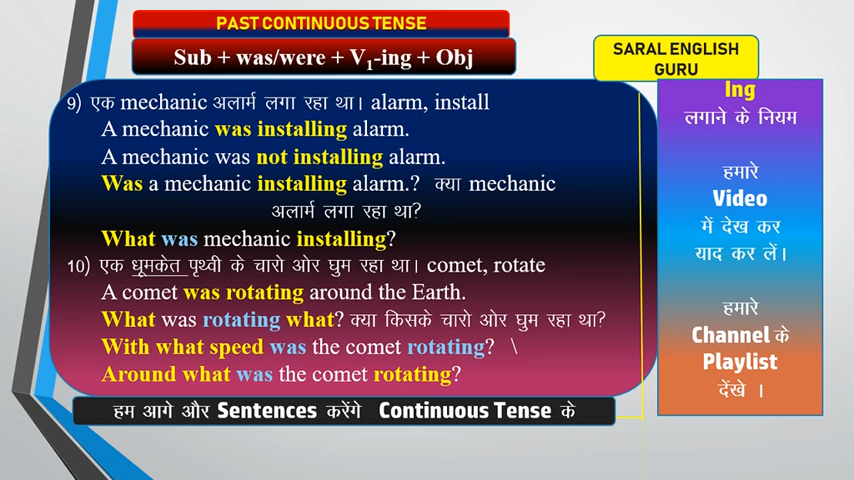 PAST CONTINUOUS TENSE
Sub + was/were + V1-ing + Obj
SARAL ENGLISH
GURU
9) एक mechanic अलार्म लगा रहा था। alarm, install
A mechanic was installing alarm.
A mechanic was not installing alarm.
Was a mechanic installing alarm.? क्या mechanic
अलार्म लगा रहा था?
What was mechanic installing?
10) एक धूमकेत पृथ्वी के चारो ओर घुम रहा था। comet, rotate
A comet was rotating around the Earth.
What was rotating what? क्या किसके चारो ओर घुम रहा था?
With what speed was the comet rotating? \
Around what was the comet rotating?
हम आगे और Sentences करेंगे Continuous Tense के
Ing
लगाने के नियम
हमारे
Video
में देख कर
याद कर लें।
हमारे
Channel के
Playlist
देंखे ।